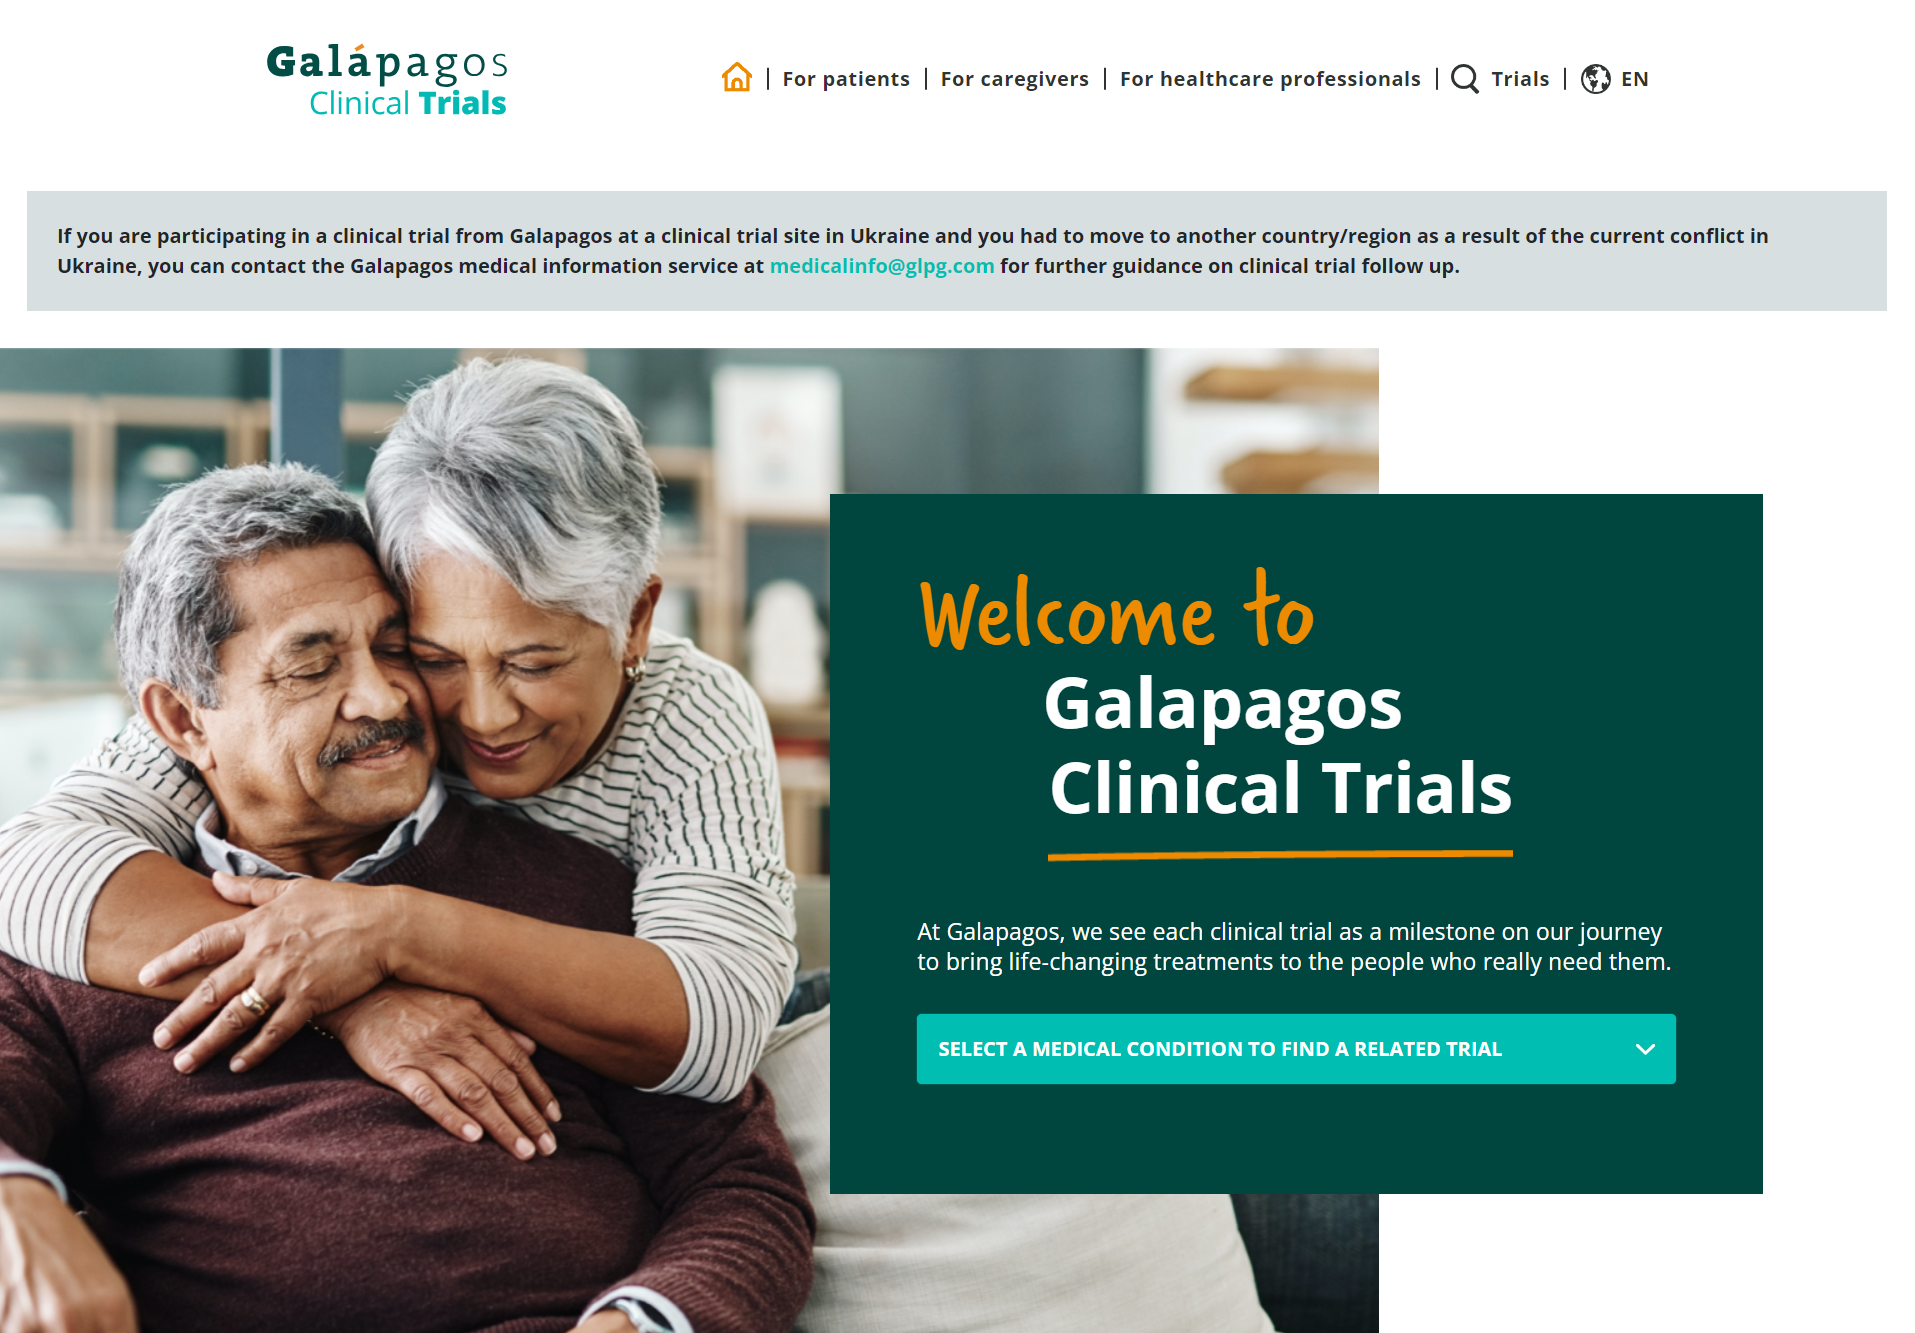 Galápagos
Clinical Trials
For patients | For caregivers | For healthcare professionals | Trials | EN
If you are participating in a clinical trial from Galapagos at a clinical trial site in Ukraine and you had to move to another country/region as a result of the current conflict in
Ukraine, you can contact the Galapagos medical information service at medicalinfo@glpg.com for further guidance on clinical trial follow up.
Welcome to
Galapagos
Clinical Trials
At Galapagos, we see each clinical trial as a milestone on our journey
to bring life-changing treatments to the people who really need them.
SELECT A MEDICAL CONDITION TO FIND A RELATED TRIAL